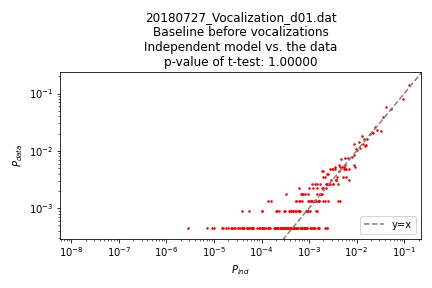 20180727_Vocalization_d01.dat
Baseline before vocalizations
Independent model vs. the data
p-value of t-test: 1.00000
P_data
10^-1
10^-2
10^-3
y=x
10^-8 10^-7 10^-6 10^-5 10^-4 10^-3 10^-2 10^-1
P_ind